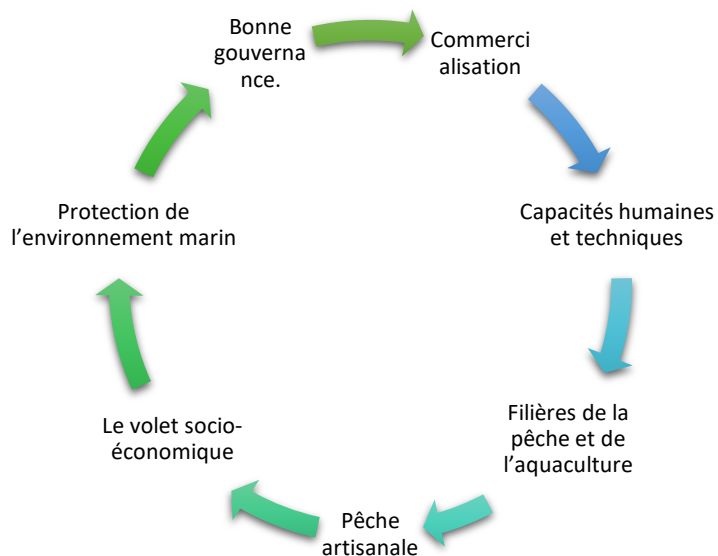 Bonne
gouverna
nce.
Commerci
alisation
Capacités humaines
et techniques
Filières de la
pêche et de
l'aquaculture
Pêche
artisanale
Le volet socio-
économique
Protection de
l'environnement marin